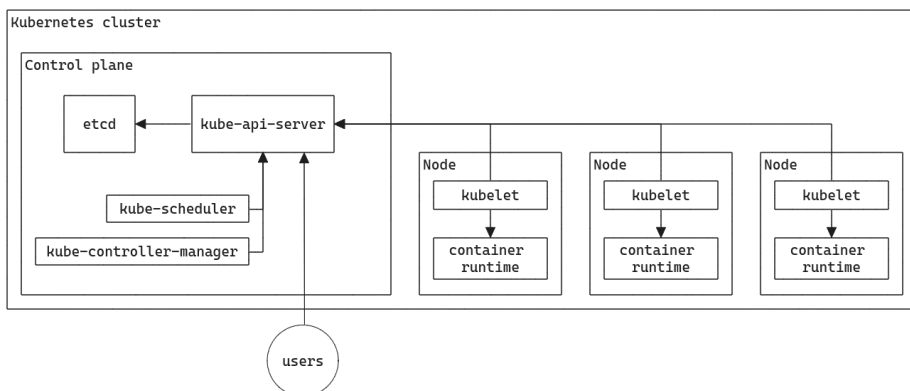 Kubernetes cluster
Control plane
etcd
kube-api-server
kube-scheduler
kube-controller-manager
Node
kubelet
container
runtime
Node
kubelet
container
runtime
Node
kubelet
container
runtime
users